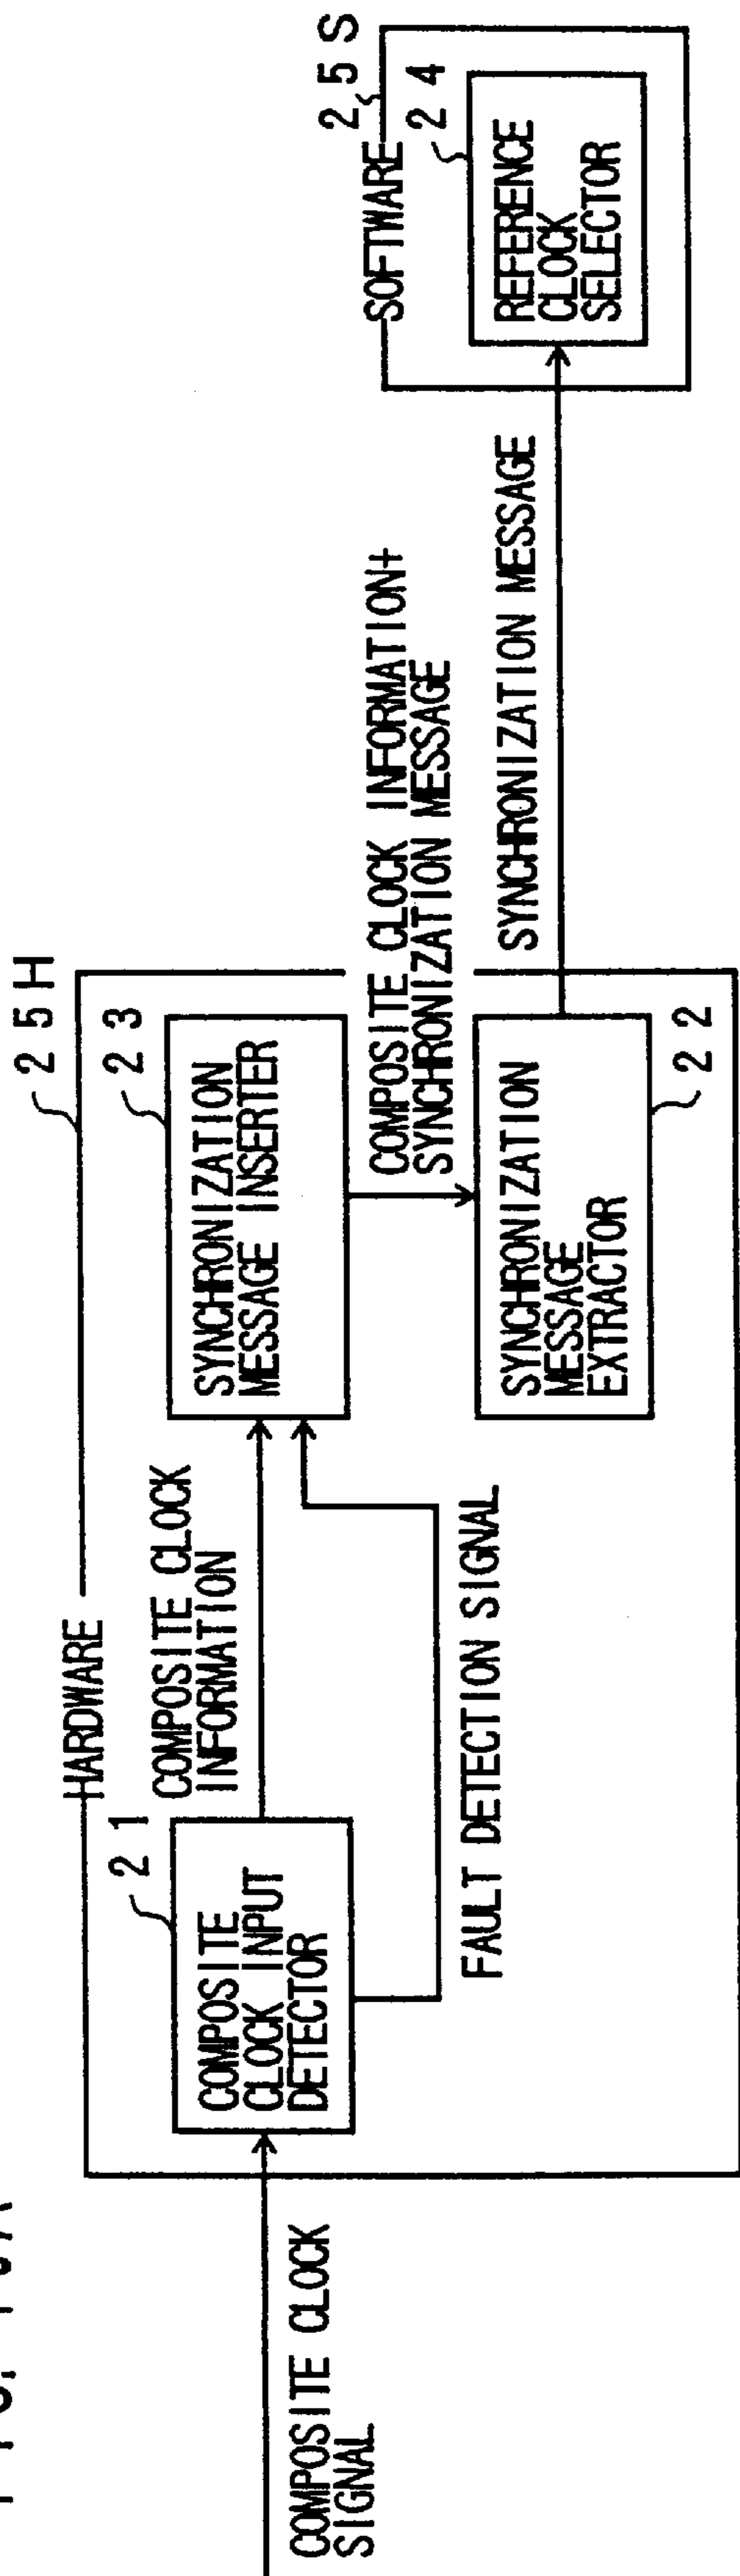 HARDWARE
25H
COMPOSITE CLOCK
SIGNAL
21
COMPOSITE
CLOCK INPUT
DETECTOR
COMPOSITE CLOCK
INFORMATION
FAULT DETECTION SIGNAL
23
SYNCHRONIZATION
MESSAGE INSERTER
COMPOSITE CLOCK INFORMATION+
SYNCHRONIZATION MESSAGE
SYNCHRONIZATION
MESSAGE
EXTRACTOR
22
SYNCHRONIZATION MESSAGE
SOFTWARE
25S
24
REFERENCE
CLOCK
SELECTOR